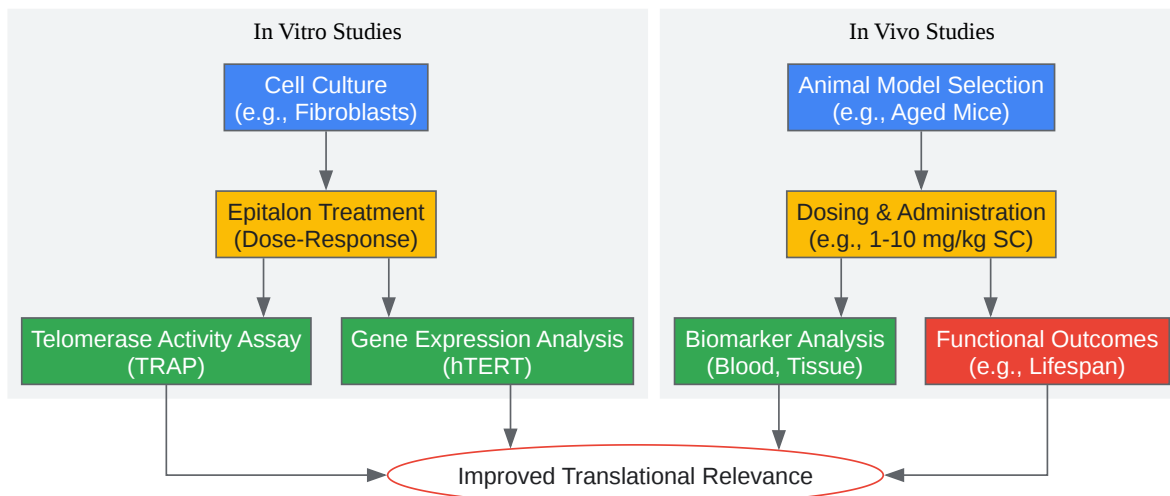 In Vitro Studies
Cell Culture
(e.g., Fibroblasts)
Epitalon Treatment
(Dose-Response)
Telomerase Activity Assay
(TRAP)
Gene Expression Analysis
(hTERT)
In Vivo Studies
Animal Model Selection
(e.g., Aged Mice)
Dosing & Administration
(e.g., 1-10 mg/kg SC)
Biomarker Analysis
(Blood, Tissue)
Functional Outcomes
(e.g., Lifespan)
Improved Translational Relevance